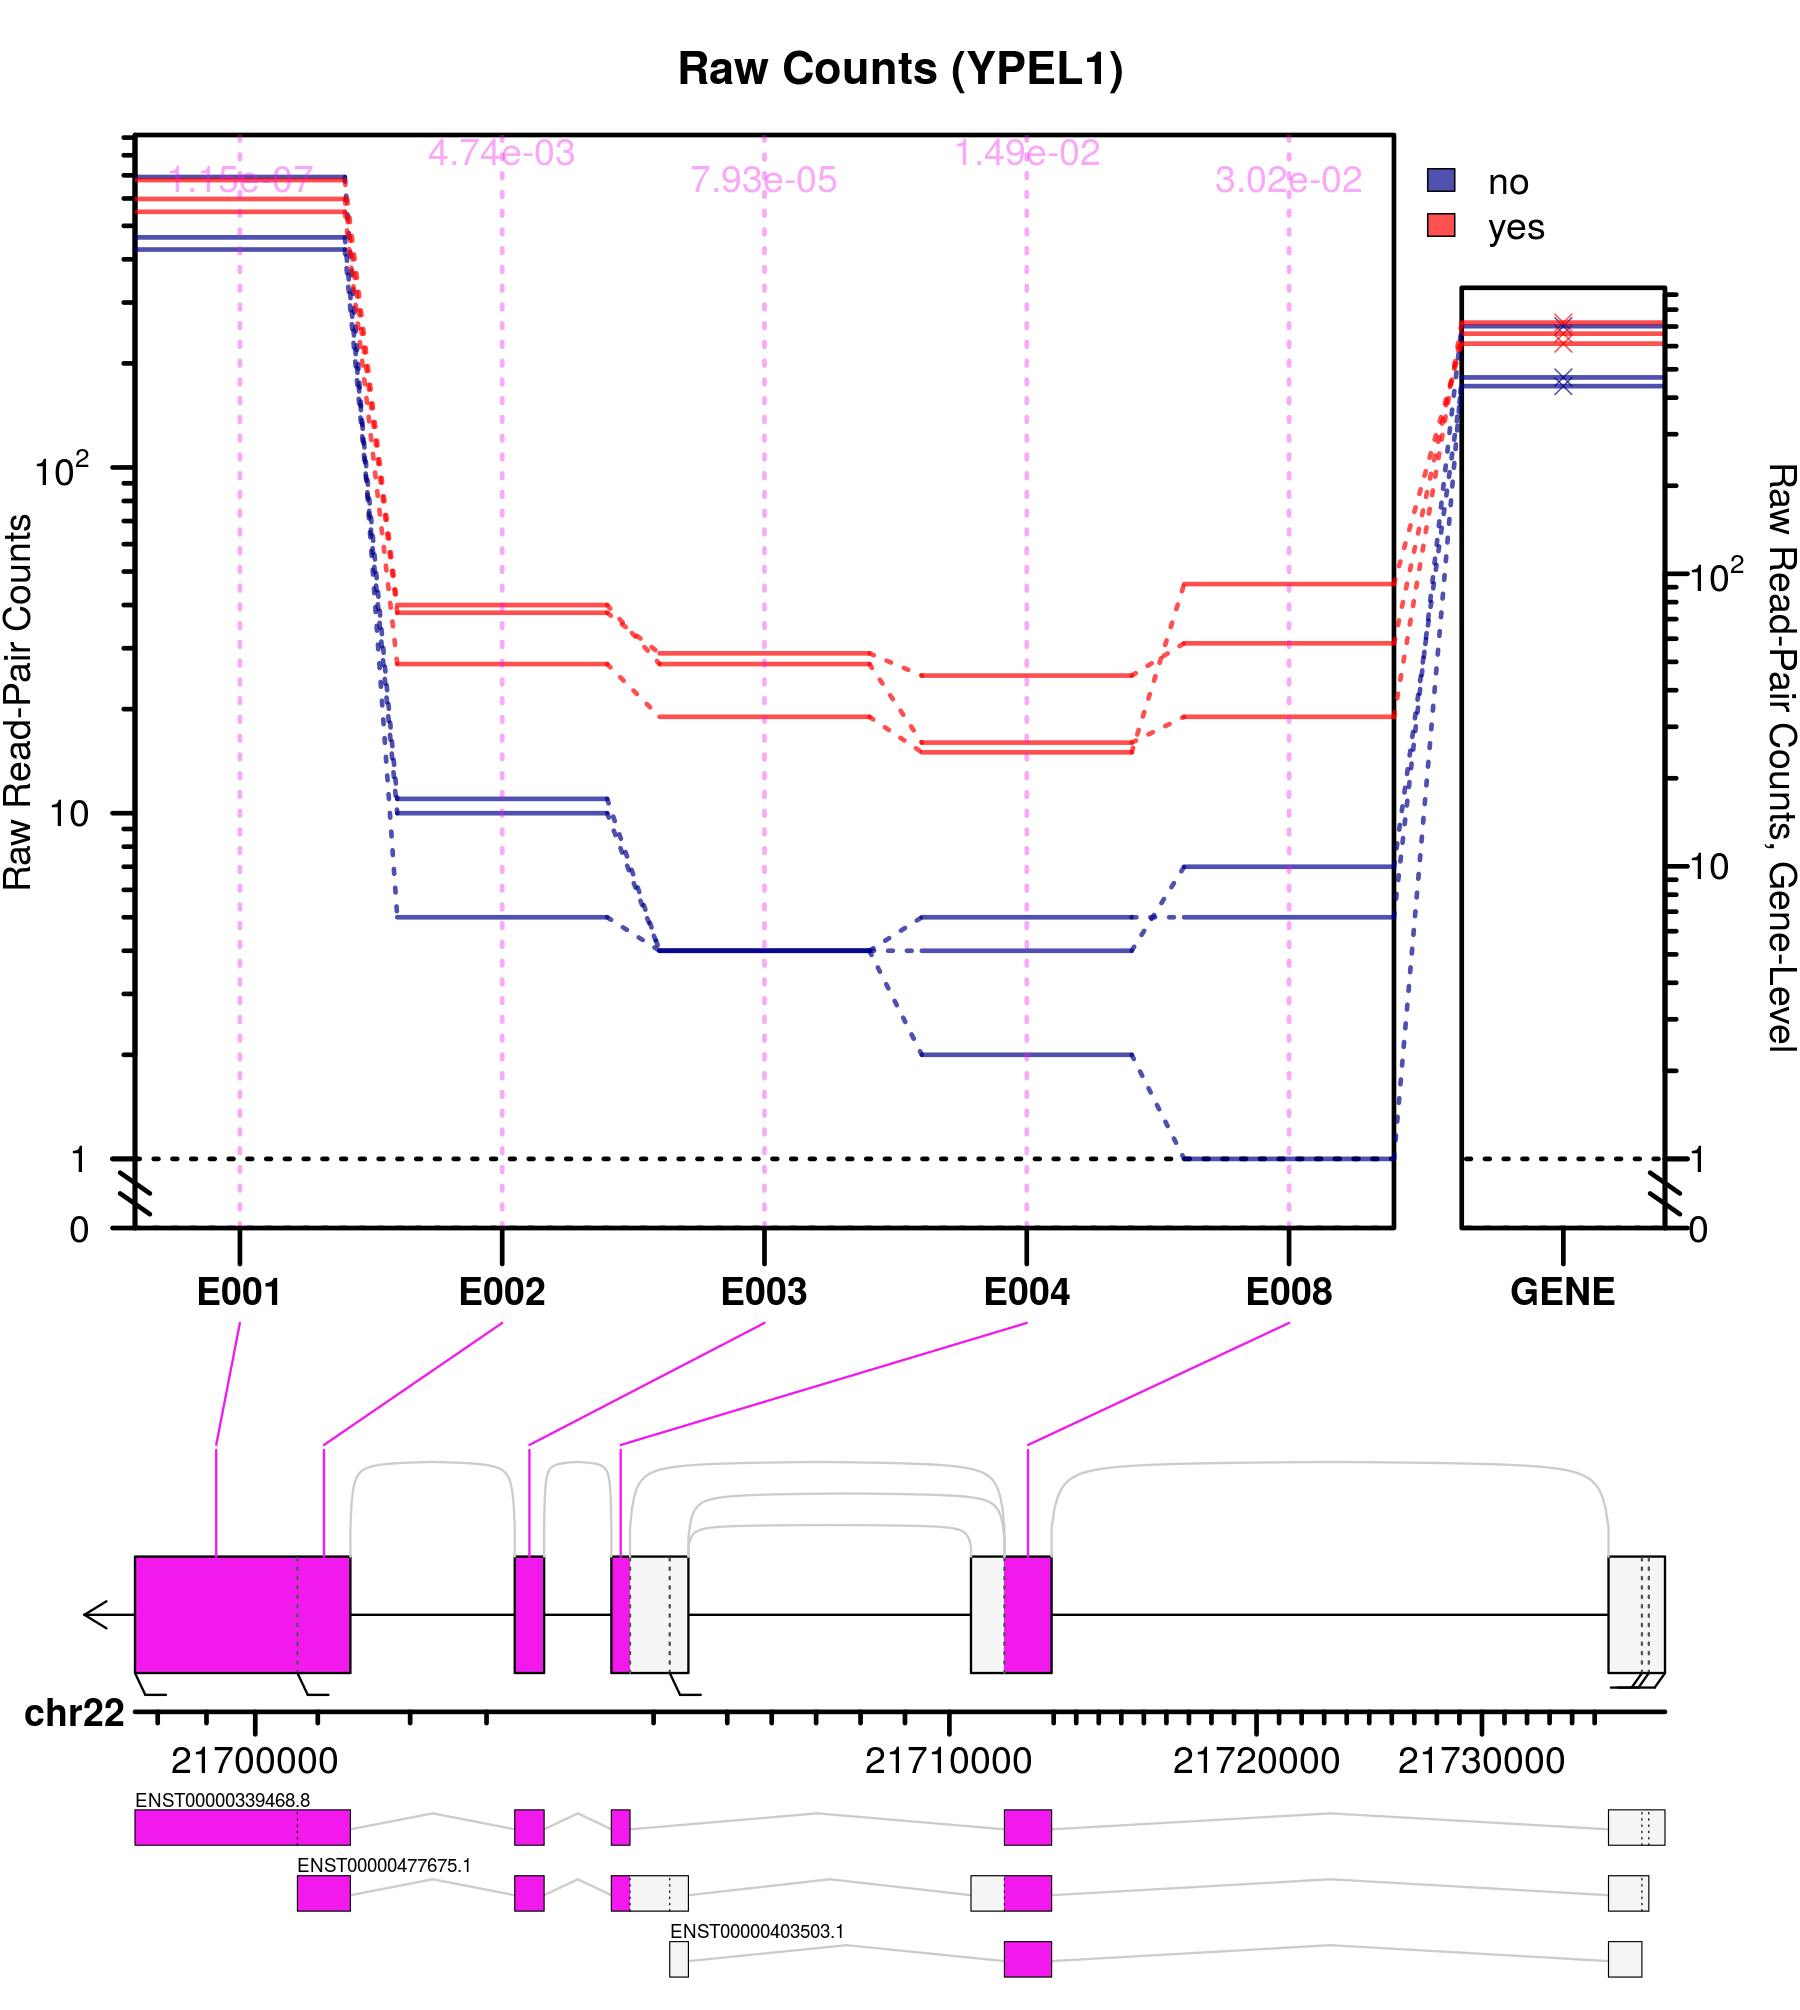 Raw Counts (YPEL1)
1.15e-07
4.74e-03
7.93e-05
1.49e-02
3.02e-02
no
yes
Raw Read-Pair Counts
10²
10
1
0
Raw Read-Pair Counts, Gene-Level
10²
10
1
0
E001 E002 E003 E004 E008 GENE
chr22
21700000 21710000 21720000 21730000
ENST00000339468.8
ENST00000477675.1
ENST00000403503.1